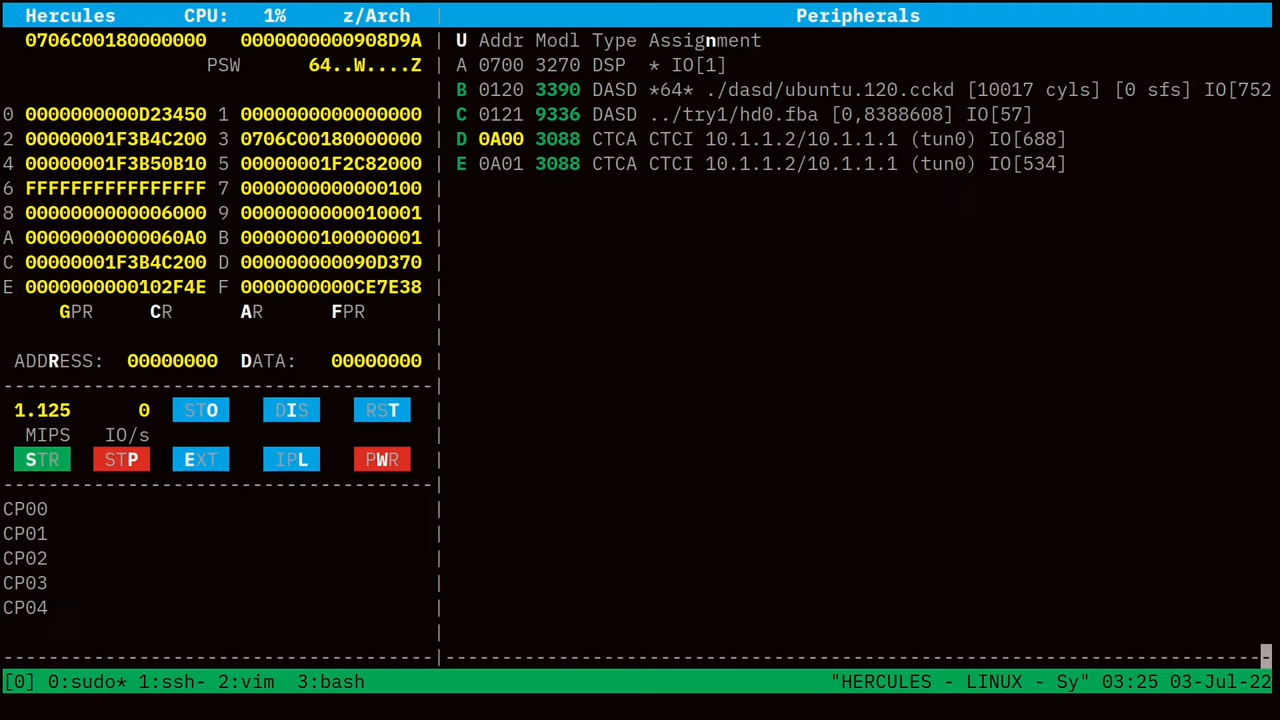 Hercules CPU: 1% z/Arch | Peripherals
0706C00180000000 0000000000908D9A | U Addr Modl Type Assignment
PSW 64..W....Z | A 0700 3270 DSP * IO[1]
| B 0120 3390 DASD *64* ./dasd/ubuntu.120.cckd [10017 cyls] [0 sfs] IO[752
0 0000000000D23450 1 0000000000000000 | C 0121 9336 DASD ../try1/hd0.fba [0,8388608] IO[57]
2 000000001F3B4C200 3 0706C00180000000 | D 0A00 3088 CTCA CTCI 10.1.1.2/10.1.1.1 (tun0) IO[688]
4 000000001F3B50B10 5 000000001F2C82000 | E 0A01 3088 CTCA CTCI 10.1.1.2/10.1.1.1 (tun0) IO[534]
6 FFFFFFFFFFFFFFFF 7 0000000000000100 |
8 0000000000006000 9 0000000000010001 |
A 00000000000060A0 B 0000000100000001 |
C 00000001F3B4C200 D 000000000090D370 |
E 0000000000102F4E F 0000000000CE7E38 |
GPR CR AR FPR |
|
ADDRESS: 00000000 DATA: 00000000 |
--------------------------------------|
1.125 0 STO DIS RST |
MIPS IO/s |
STR STP EXT IPL PWR |
--------------------------------------|
CP00 |
CP01 |
CP02 |
CP03 |
CP04 |
|
--------------------------------------|-------------------------------------------------------------------------
[0] 0:sudo* 1:ssh- 2:vim 3:bash "HERCULES - LINUX - Sy" 03:25 03-Jul-22